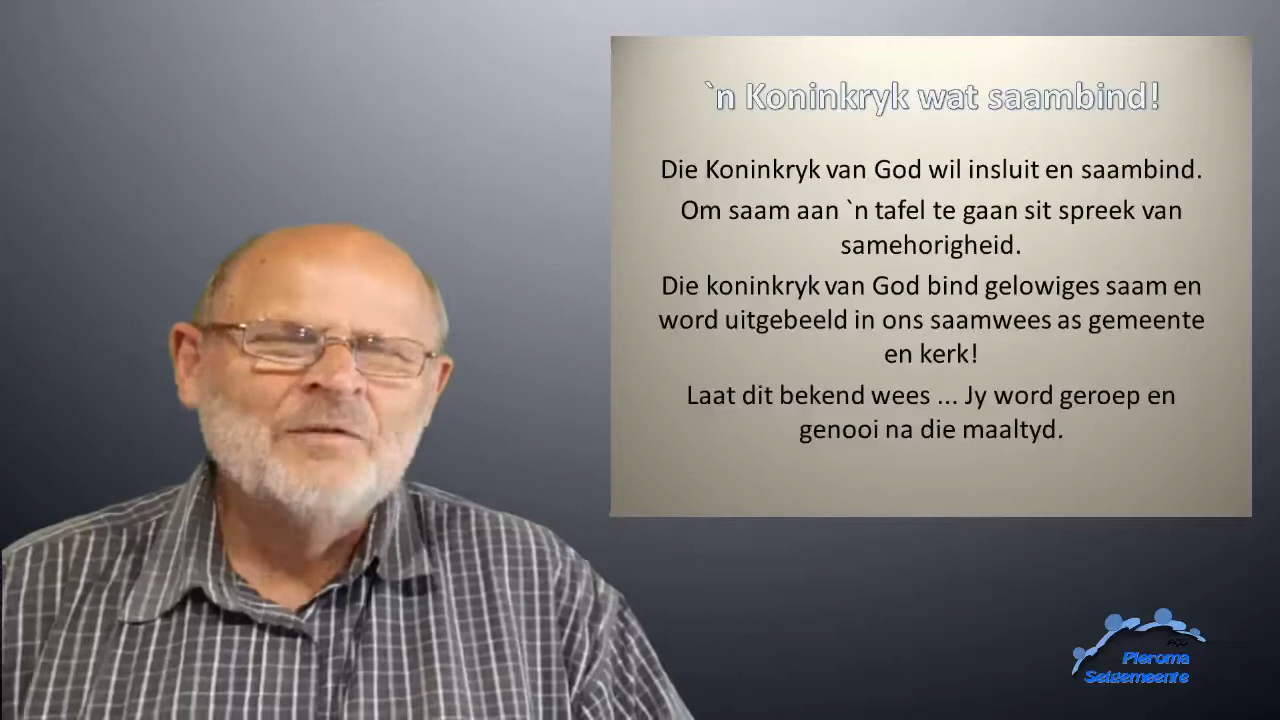 `n Koninkryk wat saambind!
Die Koninkryk van God wil insluit en saambind.
Om saam aan `n tafel te gaan sit spreek van
samehorigheid.
Die koninkryk van God bind gelowiges saam en
word uitgebeeld in ons saamwees as gemeente
en kerk!
Laat dit bekend wees ... Jy word geroep en
genooi na die maaltyd.
Pleroma
Selgemeente